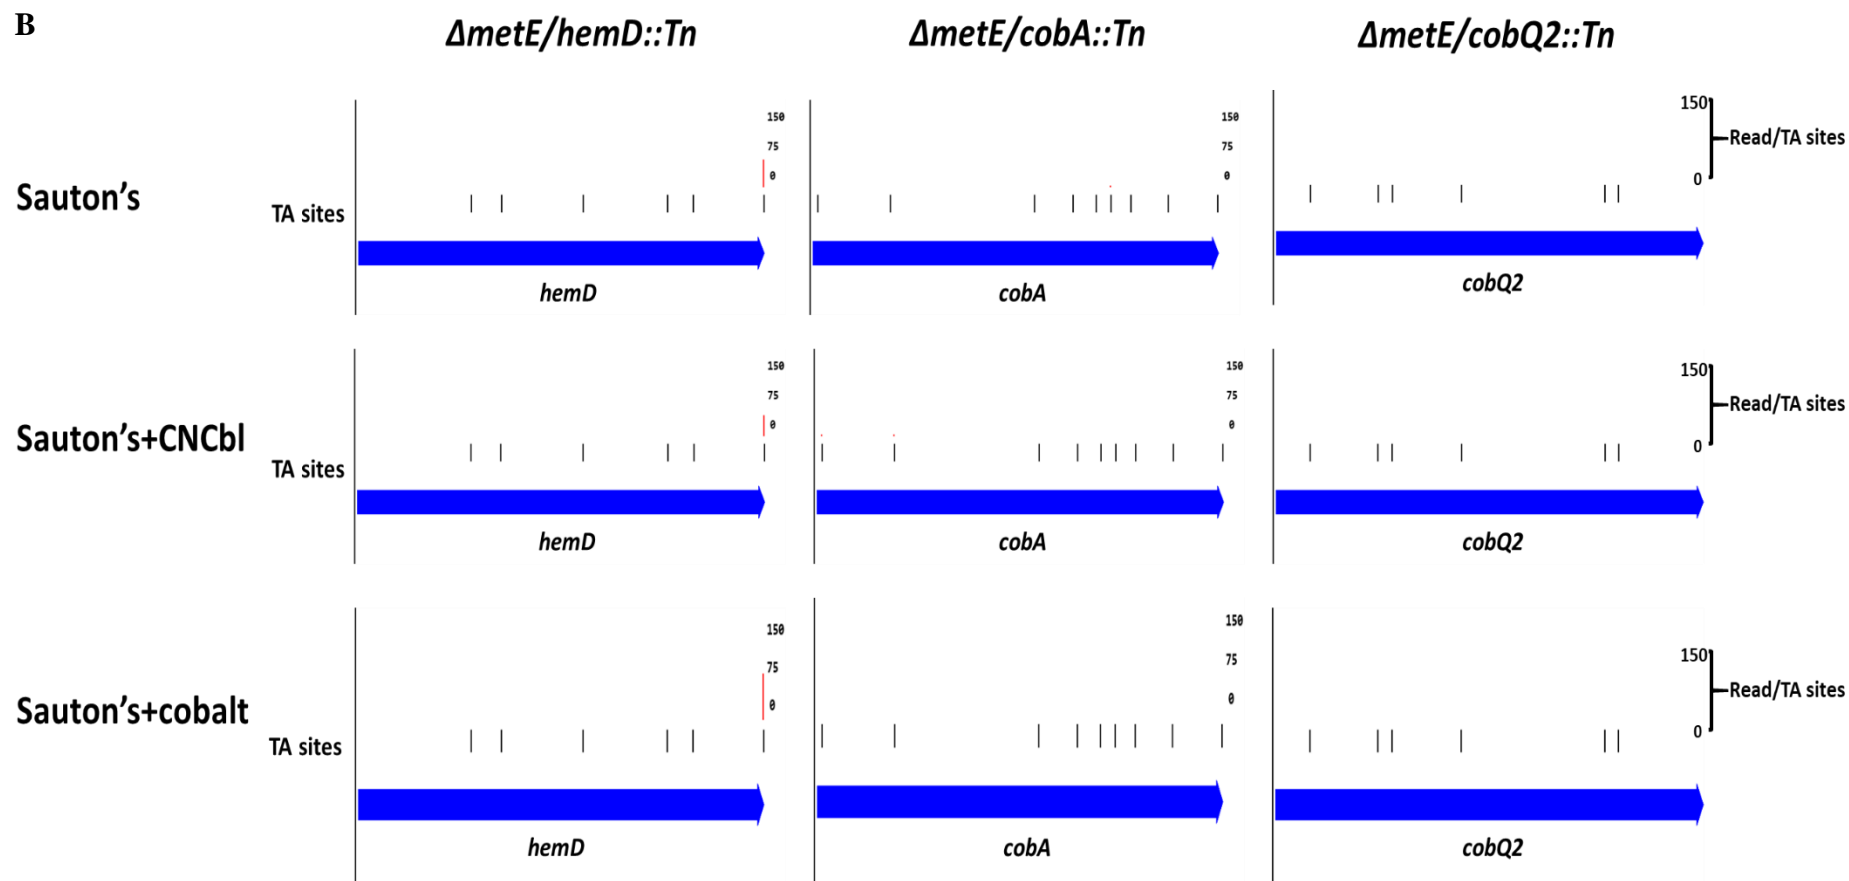 B
ΔmetE/hemD::Tn
ΔmetE/cobA::Tn
ΔmetE/cobQ2::Tn
Sauton's
TA sites
150
75
0
hemD
150
75
0
cobA
150
0
Read/TA sites
cobQ2
Sauton's+CNCbl
TA sites
150
75
0
hemD
150
75
0
cobA
150
0
Read/TA sites
cobQ2
Sauton's+cobalt
TA sites
150
75
0
hemD
150
75
0
cobA
150
0
Read/TA sites
cobQ2